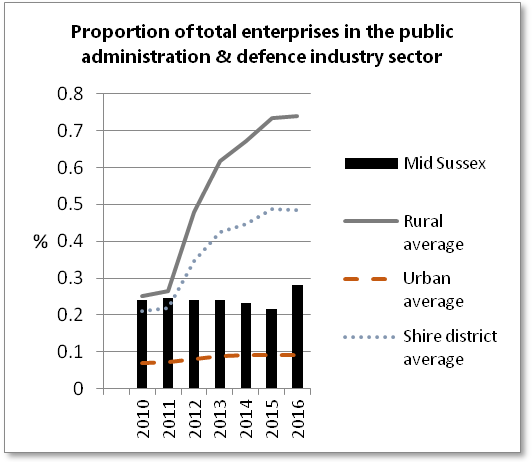 Proportion of total enterprises in the public
administration & defence industry sector
0.8
0.7
0.6
0.5
0.4
0.3
0.2
0.1
0
%
2010
2011
2012
2013
2014
2015
2016
Mid Sussex
Rural
average
Urban
average
Shire district
average